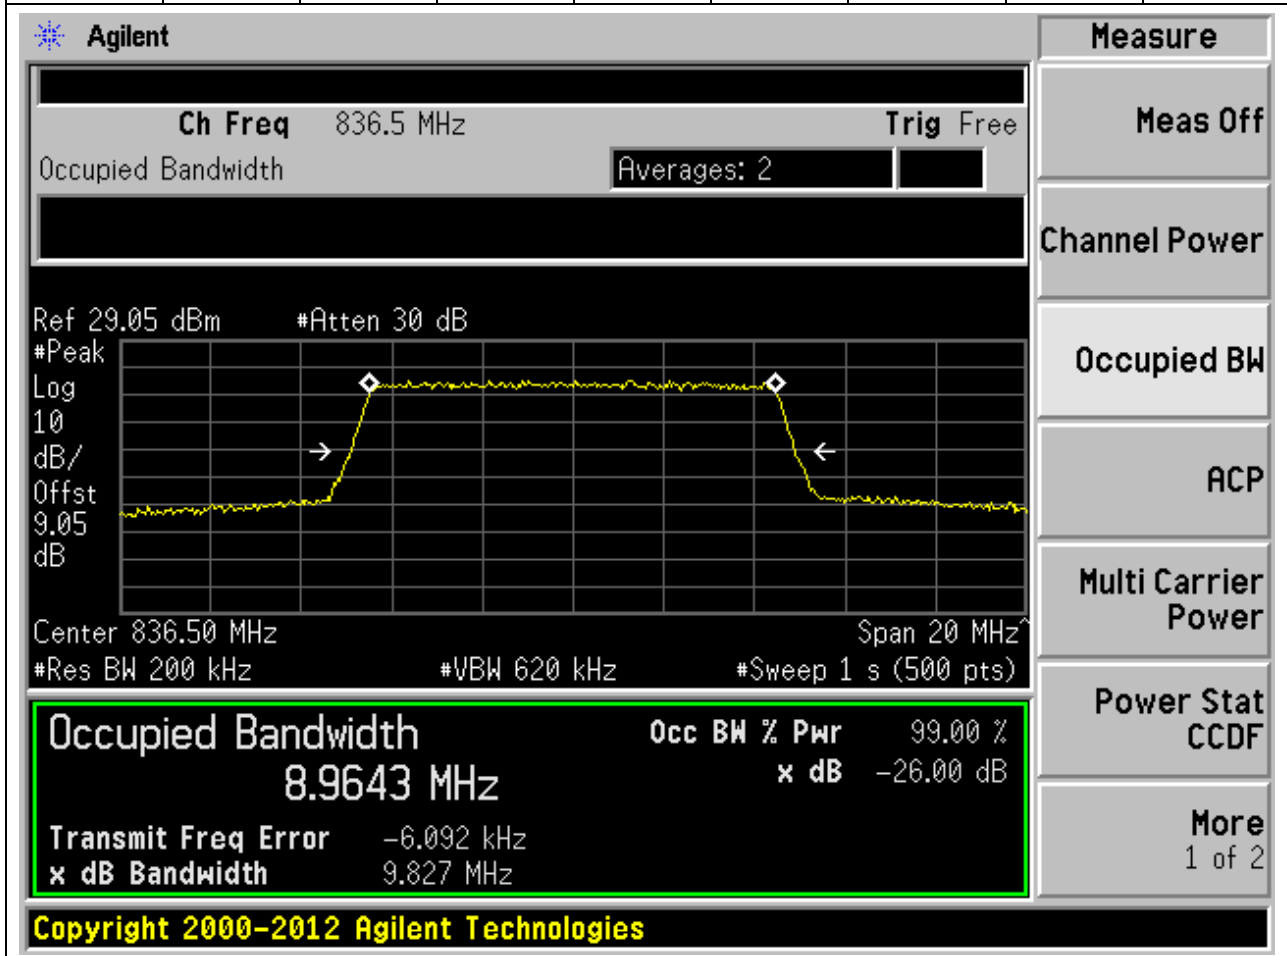 Agilent
Measure
Ch Freq 836.5 MHz Trig Free
Occupied Bandwidth Averages: 2
Meas Off
Channel Power
Occupied BW
ACP
Multi Carrier
Power
Power Stat
CCDF
More
1 of 2
Ref 29.05 dBm #Atten 30 dB
#Peak
Log
10
dB/
Offst
9.05
dB
Center 836.50 MHz Span 20 MHz^
#Res BW 200 kHz #VBW 620 kHz #Sweep 1 s (500 pts)
Occupied Bandwidth Occ BW % Pwr 99.00 %
8.9643 MHz x dB -26.00 dB
Transmit Freq Error -6.092 kHz
x dB Bandwidth 9.827 MHz
Copyright 2000-2012 Agilent Technologies